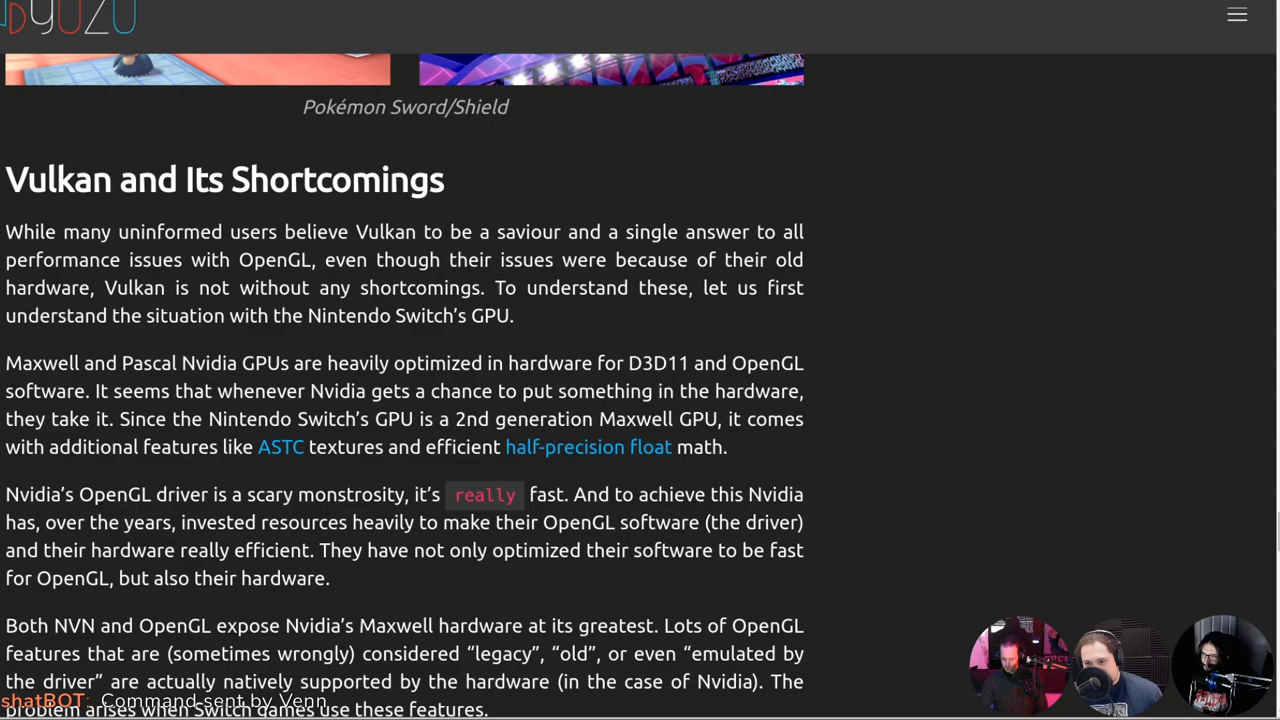 YUZU
Pokémon Sword/Shield
Vulkan and Its Shortcomings
While many uninformed users believe Vulkan to be a saviour and a single answer to all
performance issues with OpenGL, even though their issues were because of their old
hardware, Vulkan is not without any shortcomings. To understand these, let us first
understand the situation with the Nintendo Switch’s GPU.
Maxwell and Pascal Nvidia GPUs are heavily optimized in hardware for D3D11 and OpenGL
software. It seems that whenever Nvidia gets a chance to put something in the hardware,
they take it. Since the Nintendo Switch’s GPU is a 2nd generation Maxwell GPU, it comes
with additional features like ASTC textures and efficient half-precision float math.
Nvidia’s OpenGL driver is a scary monstrosity, it’s really fast. And to achieve this Nvidia
has, over the years, invested resources heavily to make their OpenGL software (the driver)
and their hardware really efficient. They have not only optimized their software to be fast
for OpenGL, but also their hardware.
Both NVN and OpenGL expose Nvidia’s Maxwell hardware at its greatest. Lots of OpenGL
features that are (sometimes wrongly) considered “legacy”, “old”, or even “emulated by
the driver” are actually natively supported by the hardware (in the case of Nvidia). The
problem arises when Switch games use these features.
shatBOT: Command sent by Venn